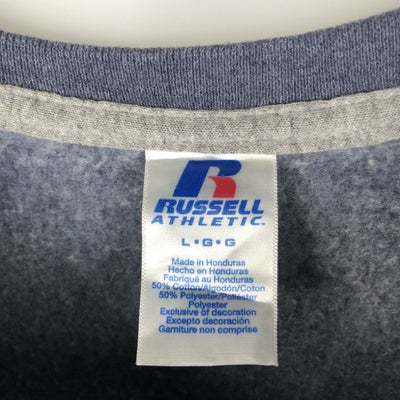 R
RUSSELL
ATHLETIC.
L•G•G
Made in Honduras
Hecho en Honduras
Fabriqué au Honduras
50% Cotton/Algodón/Coton
50% Polyester/Poliéster
Polyester
Exclusive of decoration
Excepto decoración
Garniture non comprise